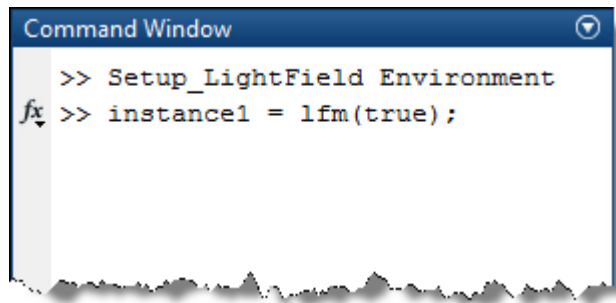 Command Window
>> Setup_LightField Environment
fx >> instance1 = lfm(true);